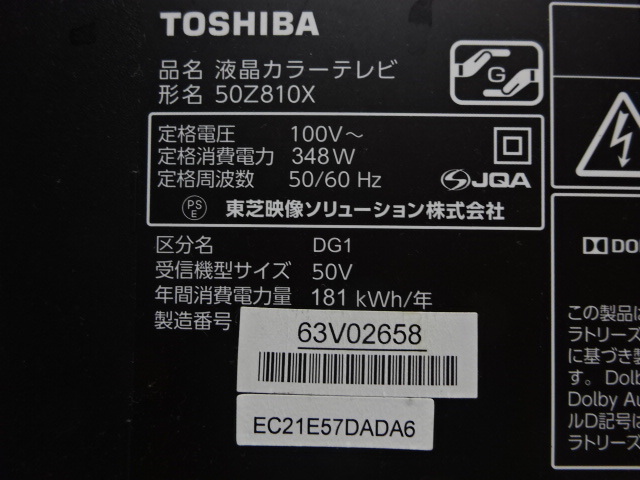 TOSHIBA
品名 液晶カラーテレビ
形名 50Z810X
G
定格電圧 100V～
定格消費電力 348W
定格周波数 50/60 Hz
JQA
PS
E
東芝映像ソリューション株式会社
区分名 DG1
受信機型サイズ 50V
年間消費電力量 181 kWh/年
製造番号
63V02658
EC21E57DADA6
DO
この製品は
ラトリーズ
に基づき製
す。Dolb
Dolby Au
ルD記号は
ラトリーズ